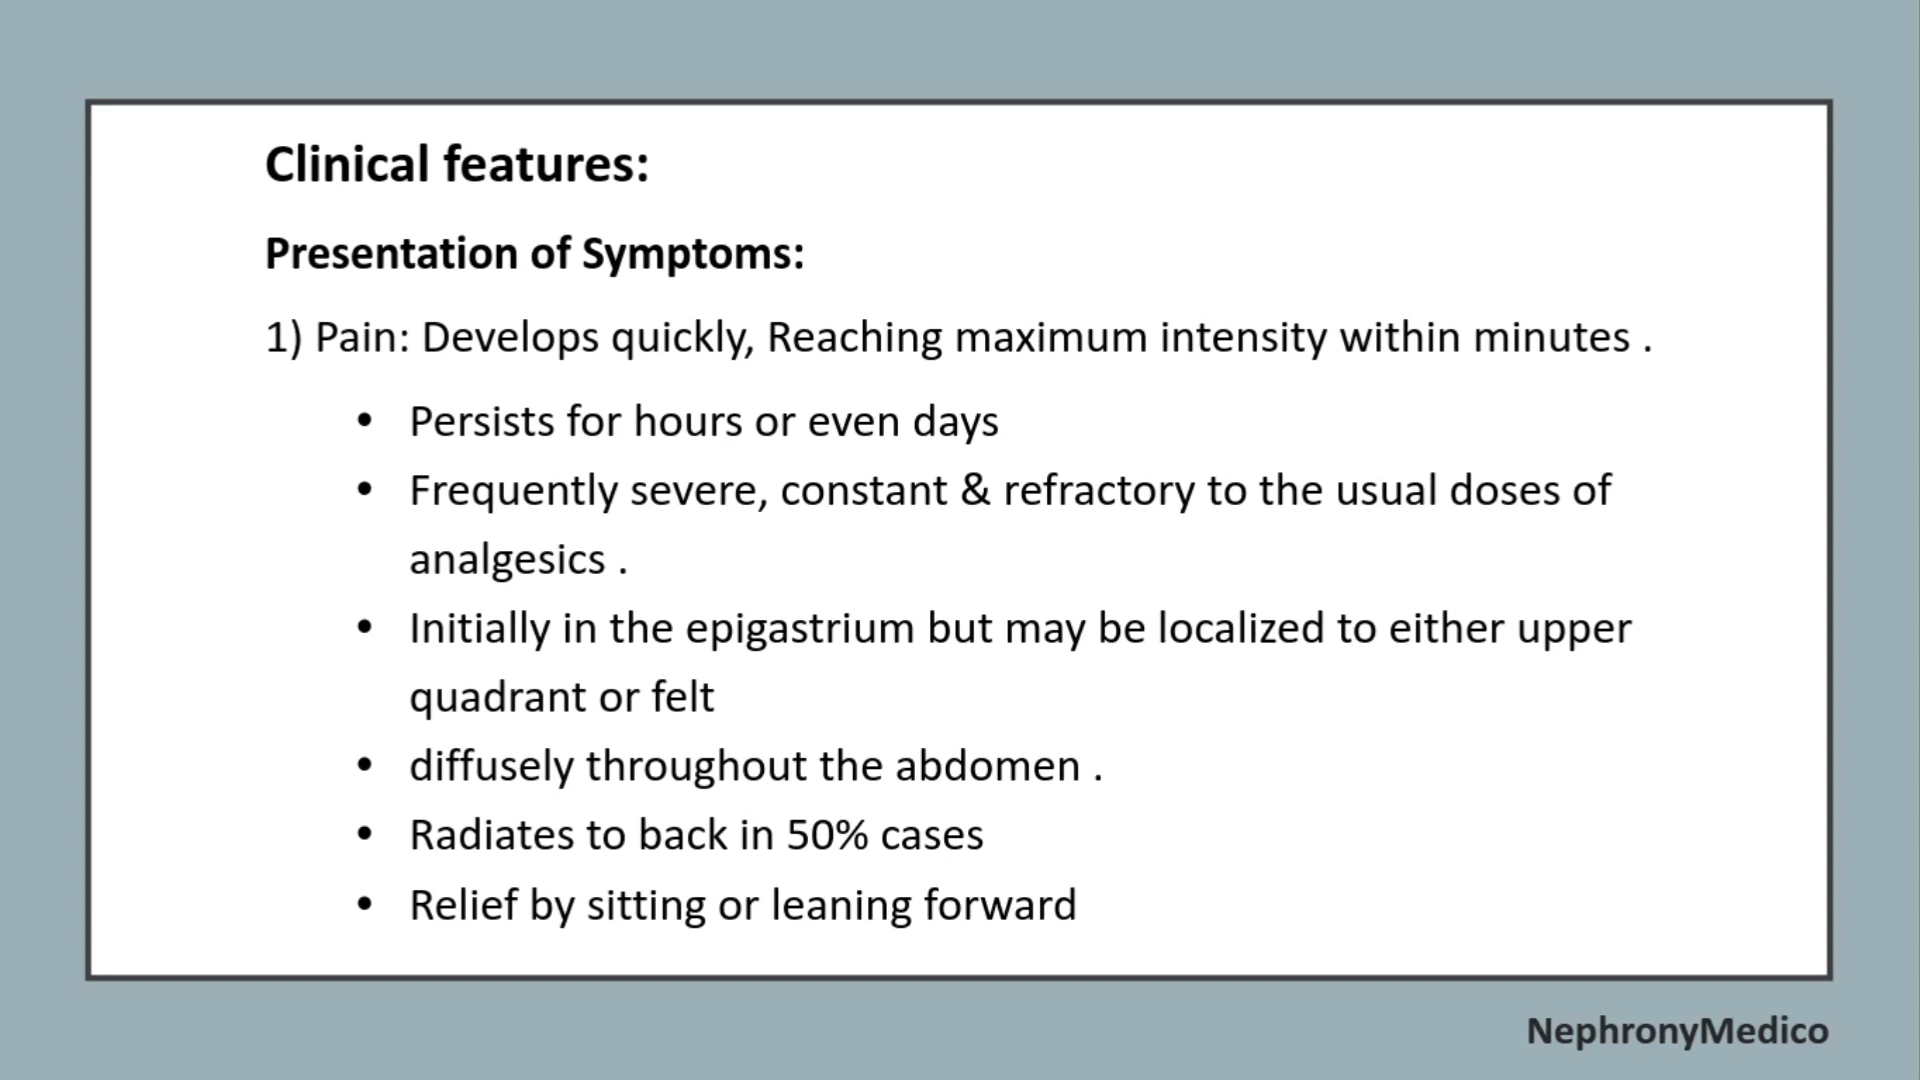 Clinical features:
Presentation of Symptoms:
1) Pain: Develops quickly, Reaching maximum intensity within minutes .
• Persists for hours or even days
• Frequently severe, constant & refractory to the usual doses of
analgesics .
• Initially in the epigastrium but may be localized to either upper
quadrant or felt
• diffusely throughout the abdomen .
• Radiates to back in 50% cases
• Relief by sitting or leaning forward
NephronyMedico